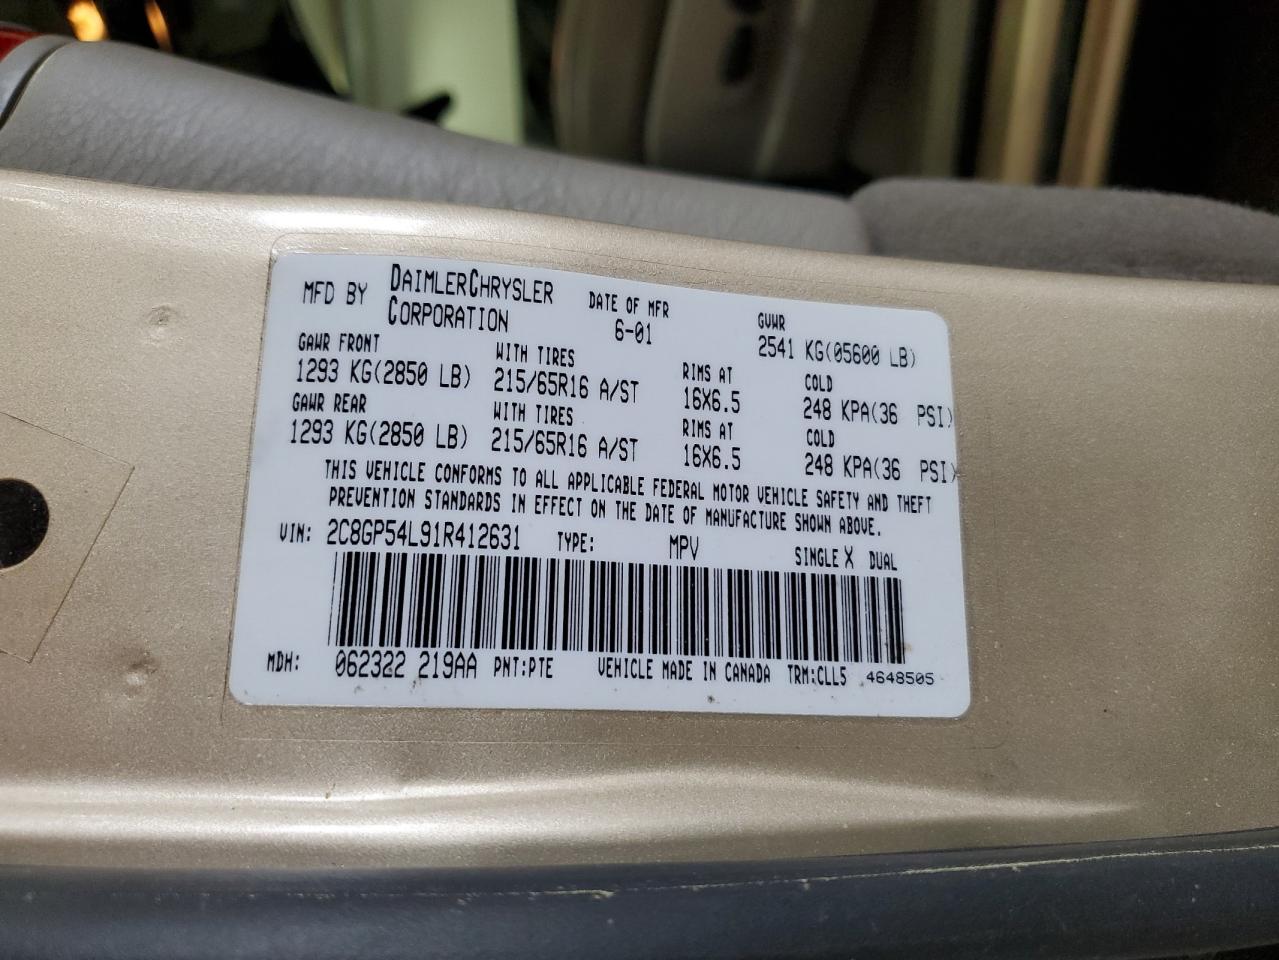 MFD BY DAIMLERCHRYSLER CORPORATION DATE OF MFR 6-01 GVWR 2541 KG(05600 LB)
GAWR FRONT WITH TIRES RIMS AT COLD
1293 KG(2850 LB) 215/65R16 A/ST 16X6.5 248 KPA(36 PSI)
GAWR REAR WITH TIRES RIMS AT COLD
1293 KG(2850 LB) 215/65R16 A/ST 16X6.5 248 KPA(36 PSI)
THIS VEHICLE CONFORMS TO ALL APPLICABLE FEDERAL MOTOR VEHICLE SAFETY AND THEFT
PREVENTION STANDARDS IN EFFECT ON THE DATE OF MANUFACTURE SHOWN ABOVE.
VIN: 2C8GP54L91R412631 TYPE: MPV SINGLE X DUAL
MDH: 062322 219AA PNT:PTE VEHICLE MADE IN CANADA TRM:CLL5 4648505